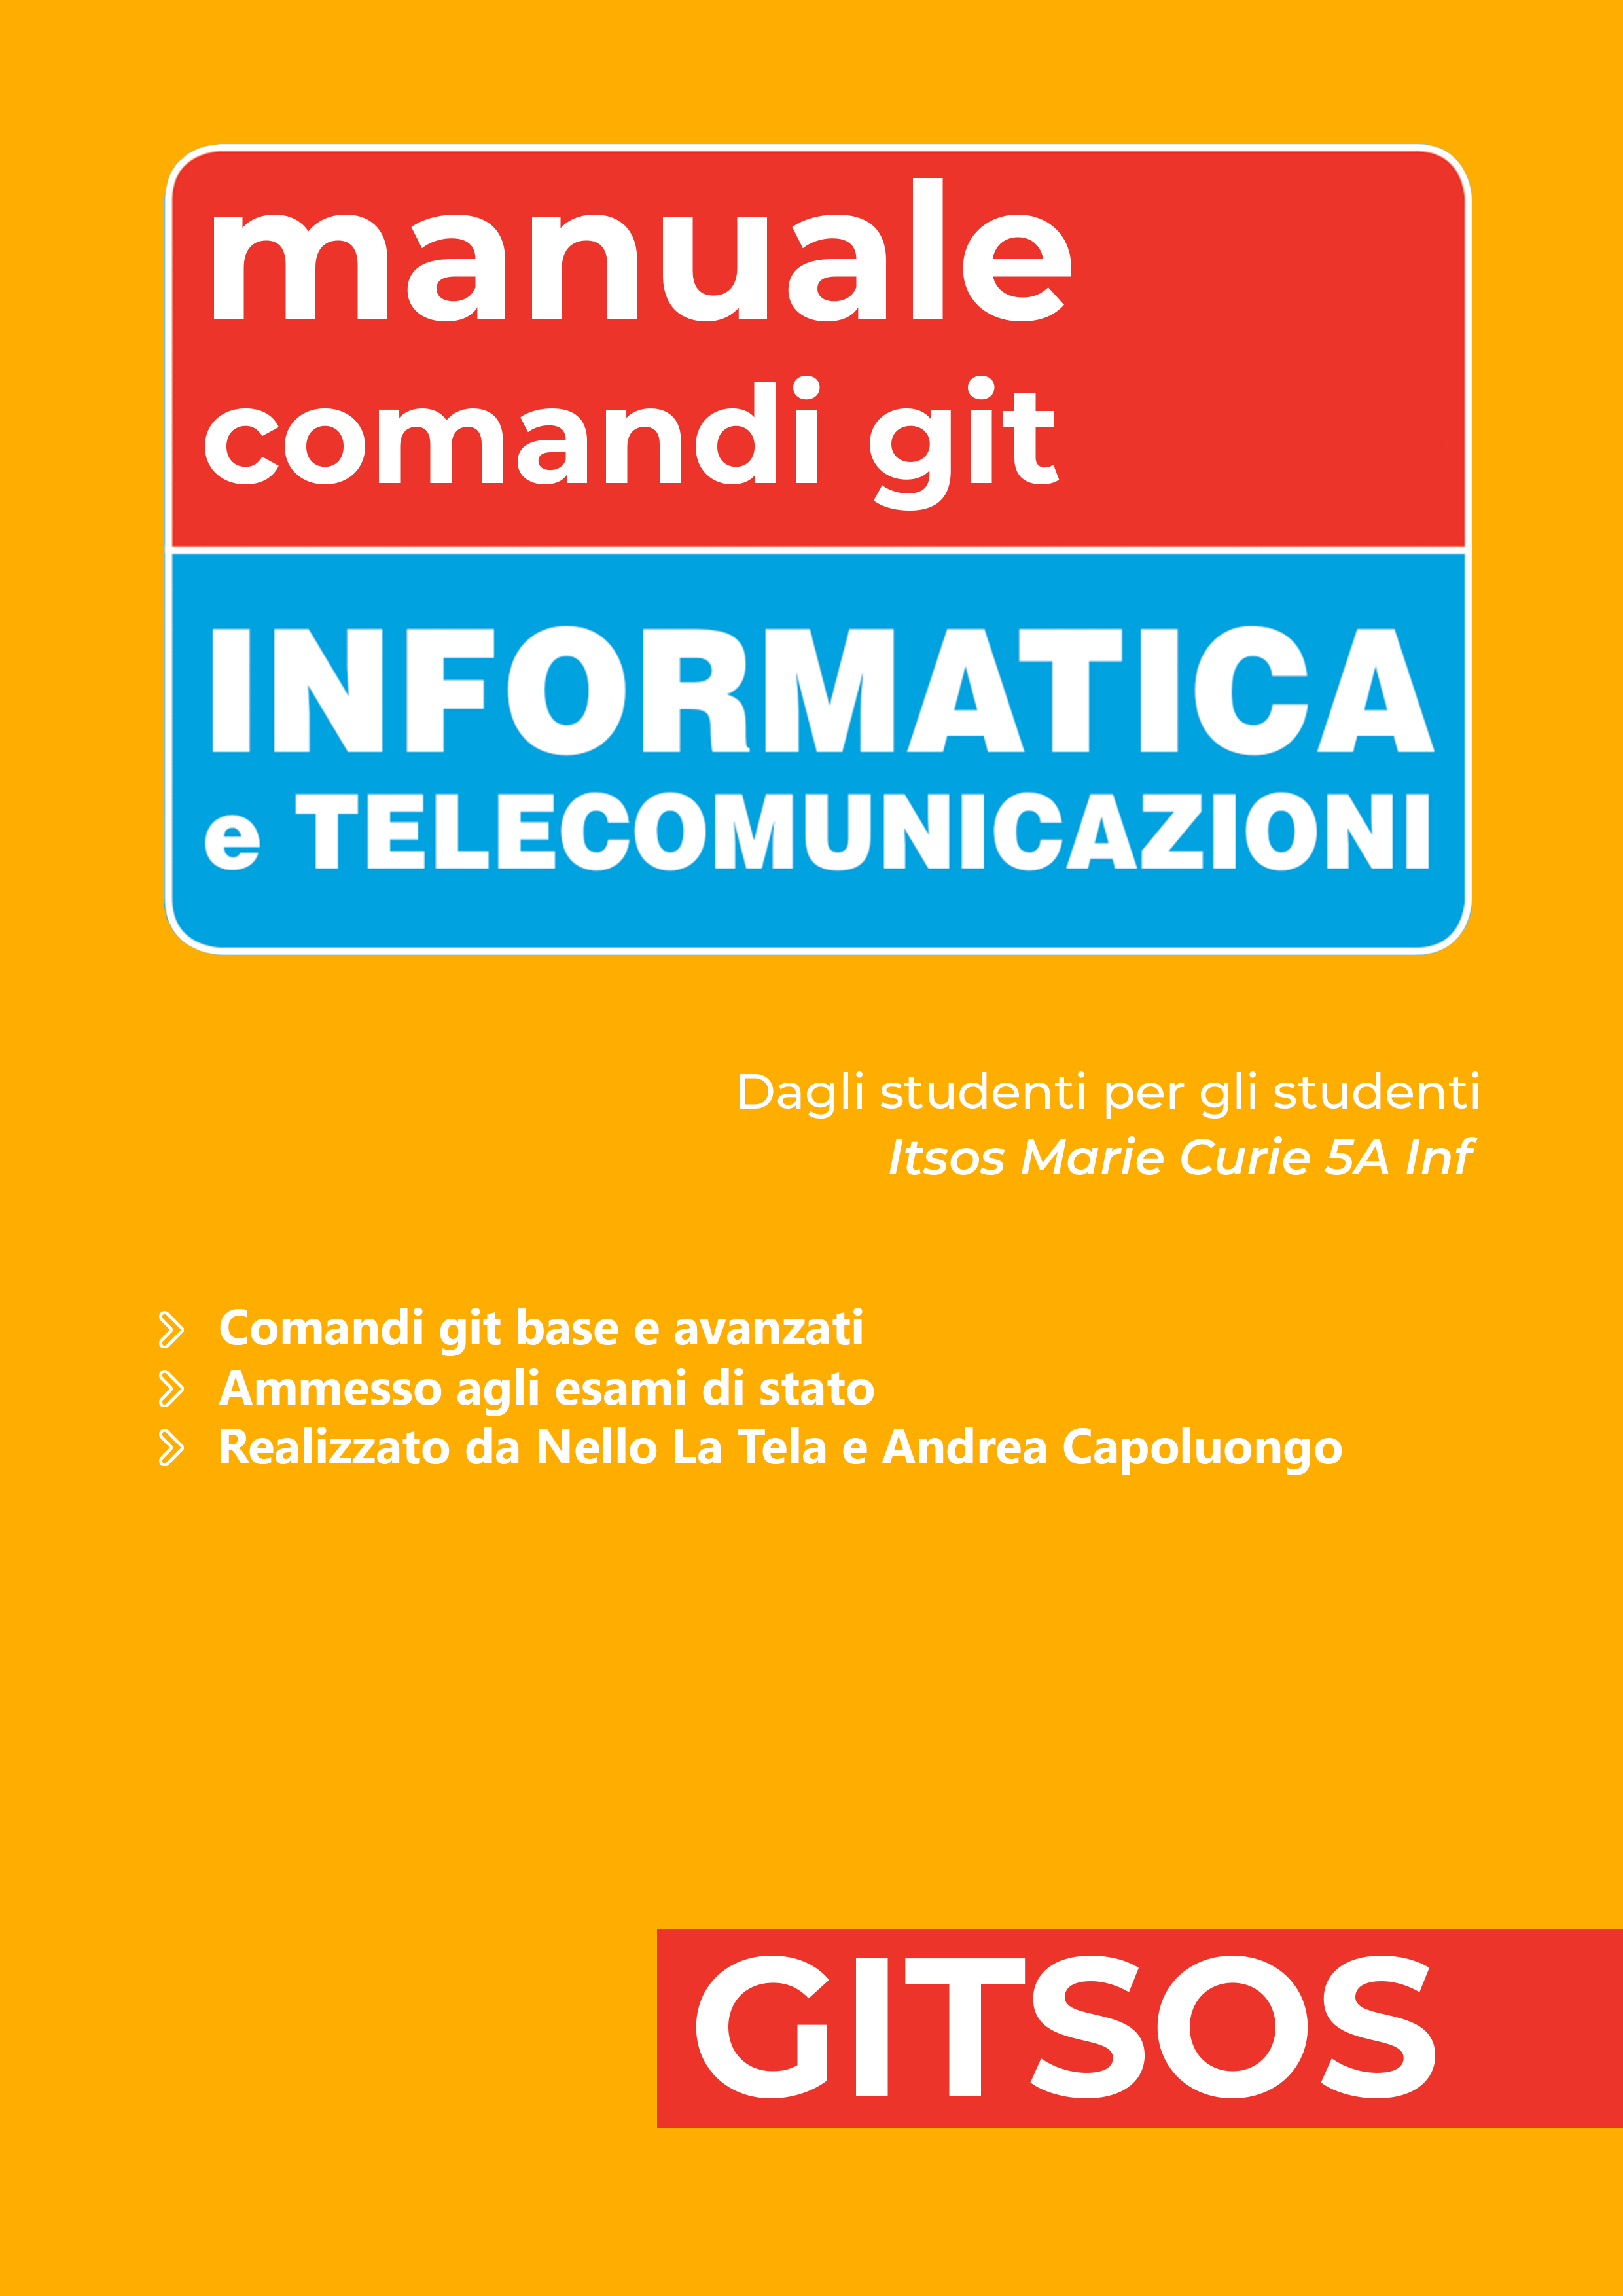 manuale
comandi git
INFORMATICA
e TELECOMUNICAZIONI
Dagli studenti per gli studenti
Itsos Marie Curie 5A Inf
Comandi git base e avanzati
Ammesso agli esami di stato
Realizzato da Nello La Tela e Andrea Capoluongo
GITSOS